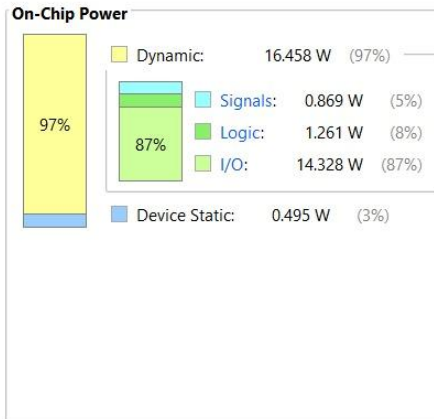 On-Chip Power
Dynamic: 16.458 W (97%)
97%
87%
Signals: 0.869 W (5%)
Logic: 1.261 W (8%)
I/O: 14.328 W (87%)
Device Static: 0.495 W (3%)